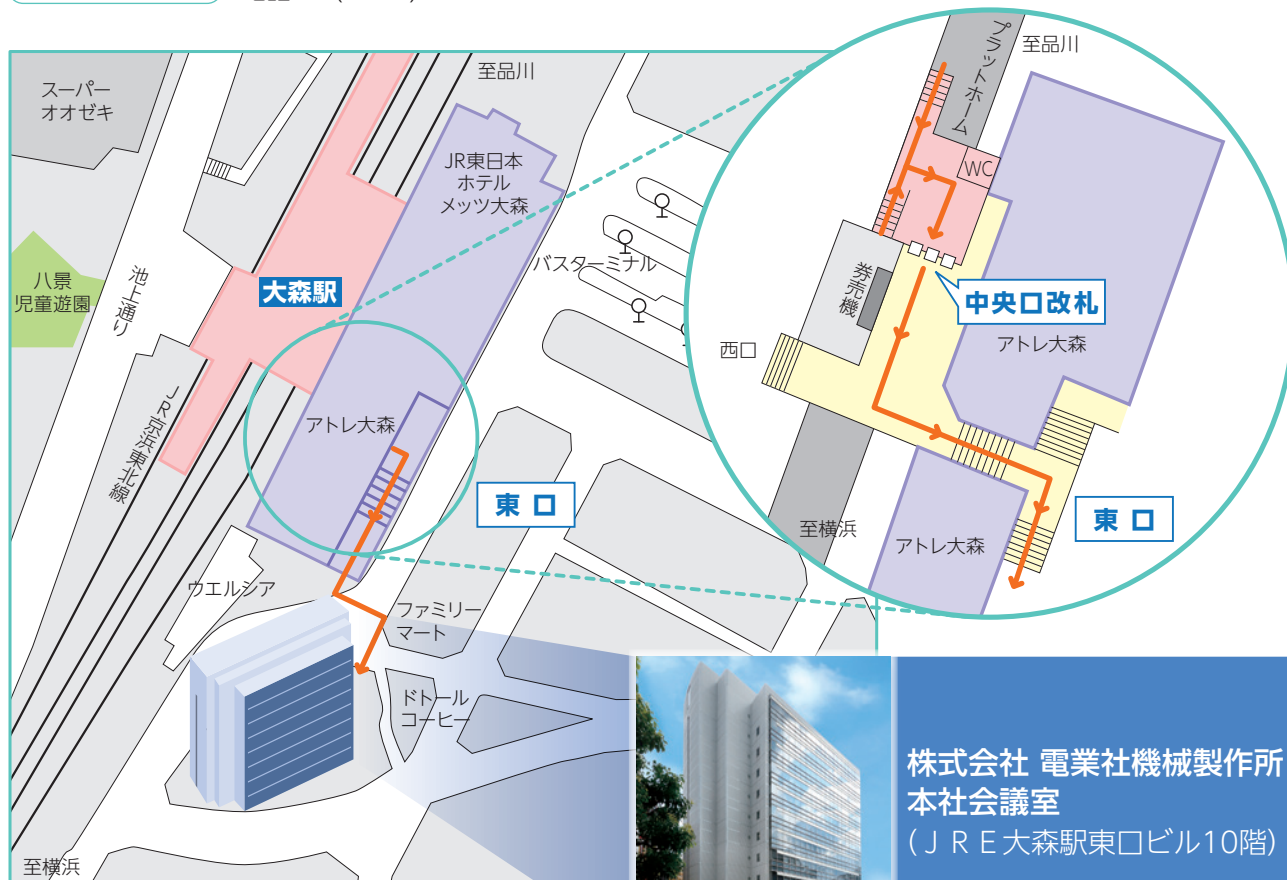 至品川
スーパー
オオゼキ
JR東日本
ホテル
メッツ大森
八景
児童遊園
池上通り
大森駅
バスターミナル
JR京浜東北線
アトレ大森
東 口
ウエルシア
ファミリー
マート
ドトール
コーヒー
至横浜
プラットホーム
至品川
WC
券売機
中央口改札
アトレ大森
西口
至横浜
アトレ大森
東 口
株式会社 電業社機械製作所
本社会議室
(JRE大森駅東口ビル10階)